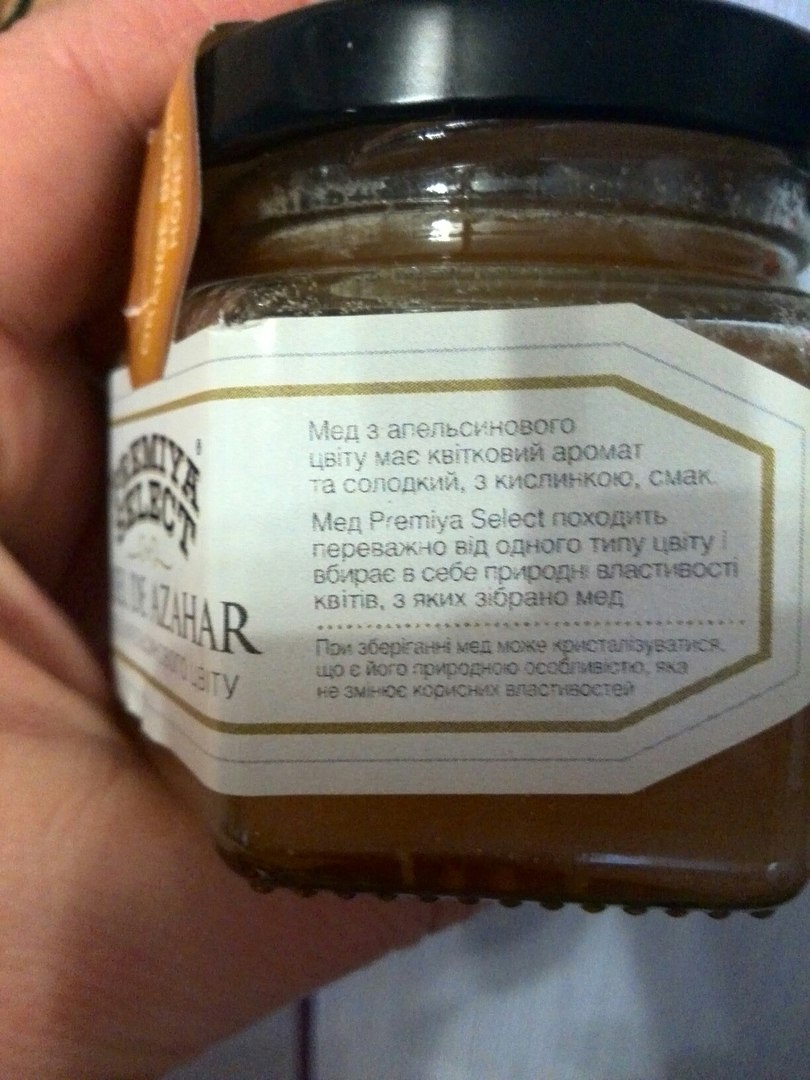 PREMIYA
SELECT
DE AZAHAR
цвіту
Мед з апельсинового
цвіту має квітковий аромат
та солодкий, з кислинкою, смак.
Мед Premiya Select походить
переважно від одного типу цвіту і
вбирає в себе природні властивості
квітів, з яких зібрано мед
При зберіганні мед може кристалізуватися,
що є його природною особливістю, яка
не змінює корисних властивостей